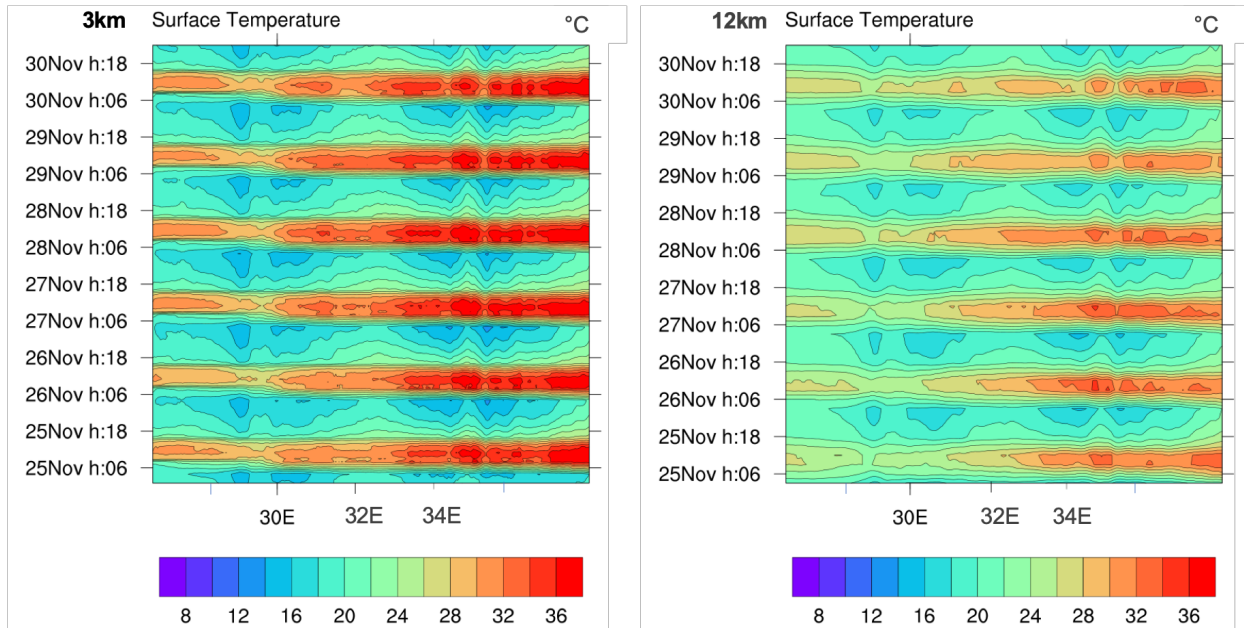 3km Surface Temperature °C
30Nov h:18
30Nov h:06
29Nov h:18
29Nov h:06
28Nov h:18
28Nov h:06
27Nov h:18
27Nov h:06
26Nov h:18
26Nov h:06
25Nov h:18
25Nov h:06
30E 32E 34E
8 12 16 20 24 28 32 36
12km Surface Temperature °C
30Nov h:18
30Nov h:06
29Nov h:18
29Nov h:06
28Nov h:18
28Nov h:06
27Nov h:18
27Nov h:06
26Nov h:18
26Nov h:06
25Nov h:18
25Nov h:06
30E 32E 34E
8 12 16 20 24 28 32 36